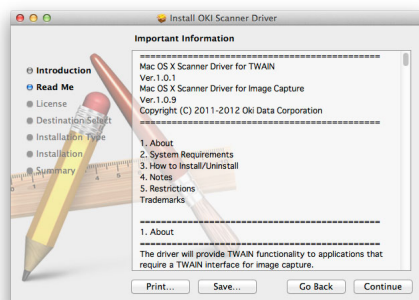 Install OKI Scanner Driver
Important Information
Introduction
Read Me
License
Destination Select
Installation Type
Installation
Summary
================================================
Mac OS X Scanner Driver for TWAIN
Ver.1.0.1
Mac OS X Scanner Driver for Image Capture
Ver.1.0.9
Copyright (C) 2011-2012 Oki Data Corporation
================================================
1. About
2. System Requirements
3. How to Install/Uninstall
4. Notes
5. Restrictions
Trademarks
================================================
1. About
================================================
The driver will provide TWAIN functionality to applications that
require a TWAIN interface for image capture.
Print...
Save...
Go Back
Continue